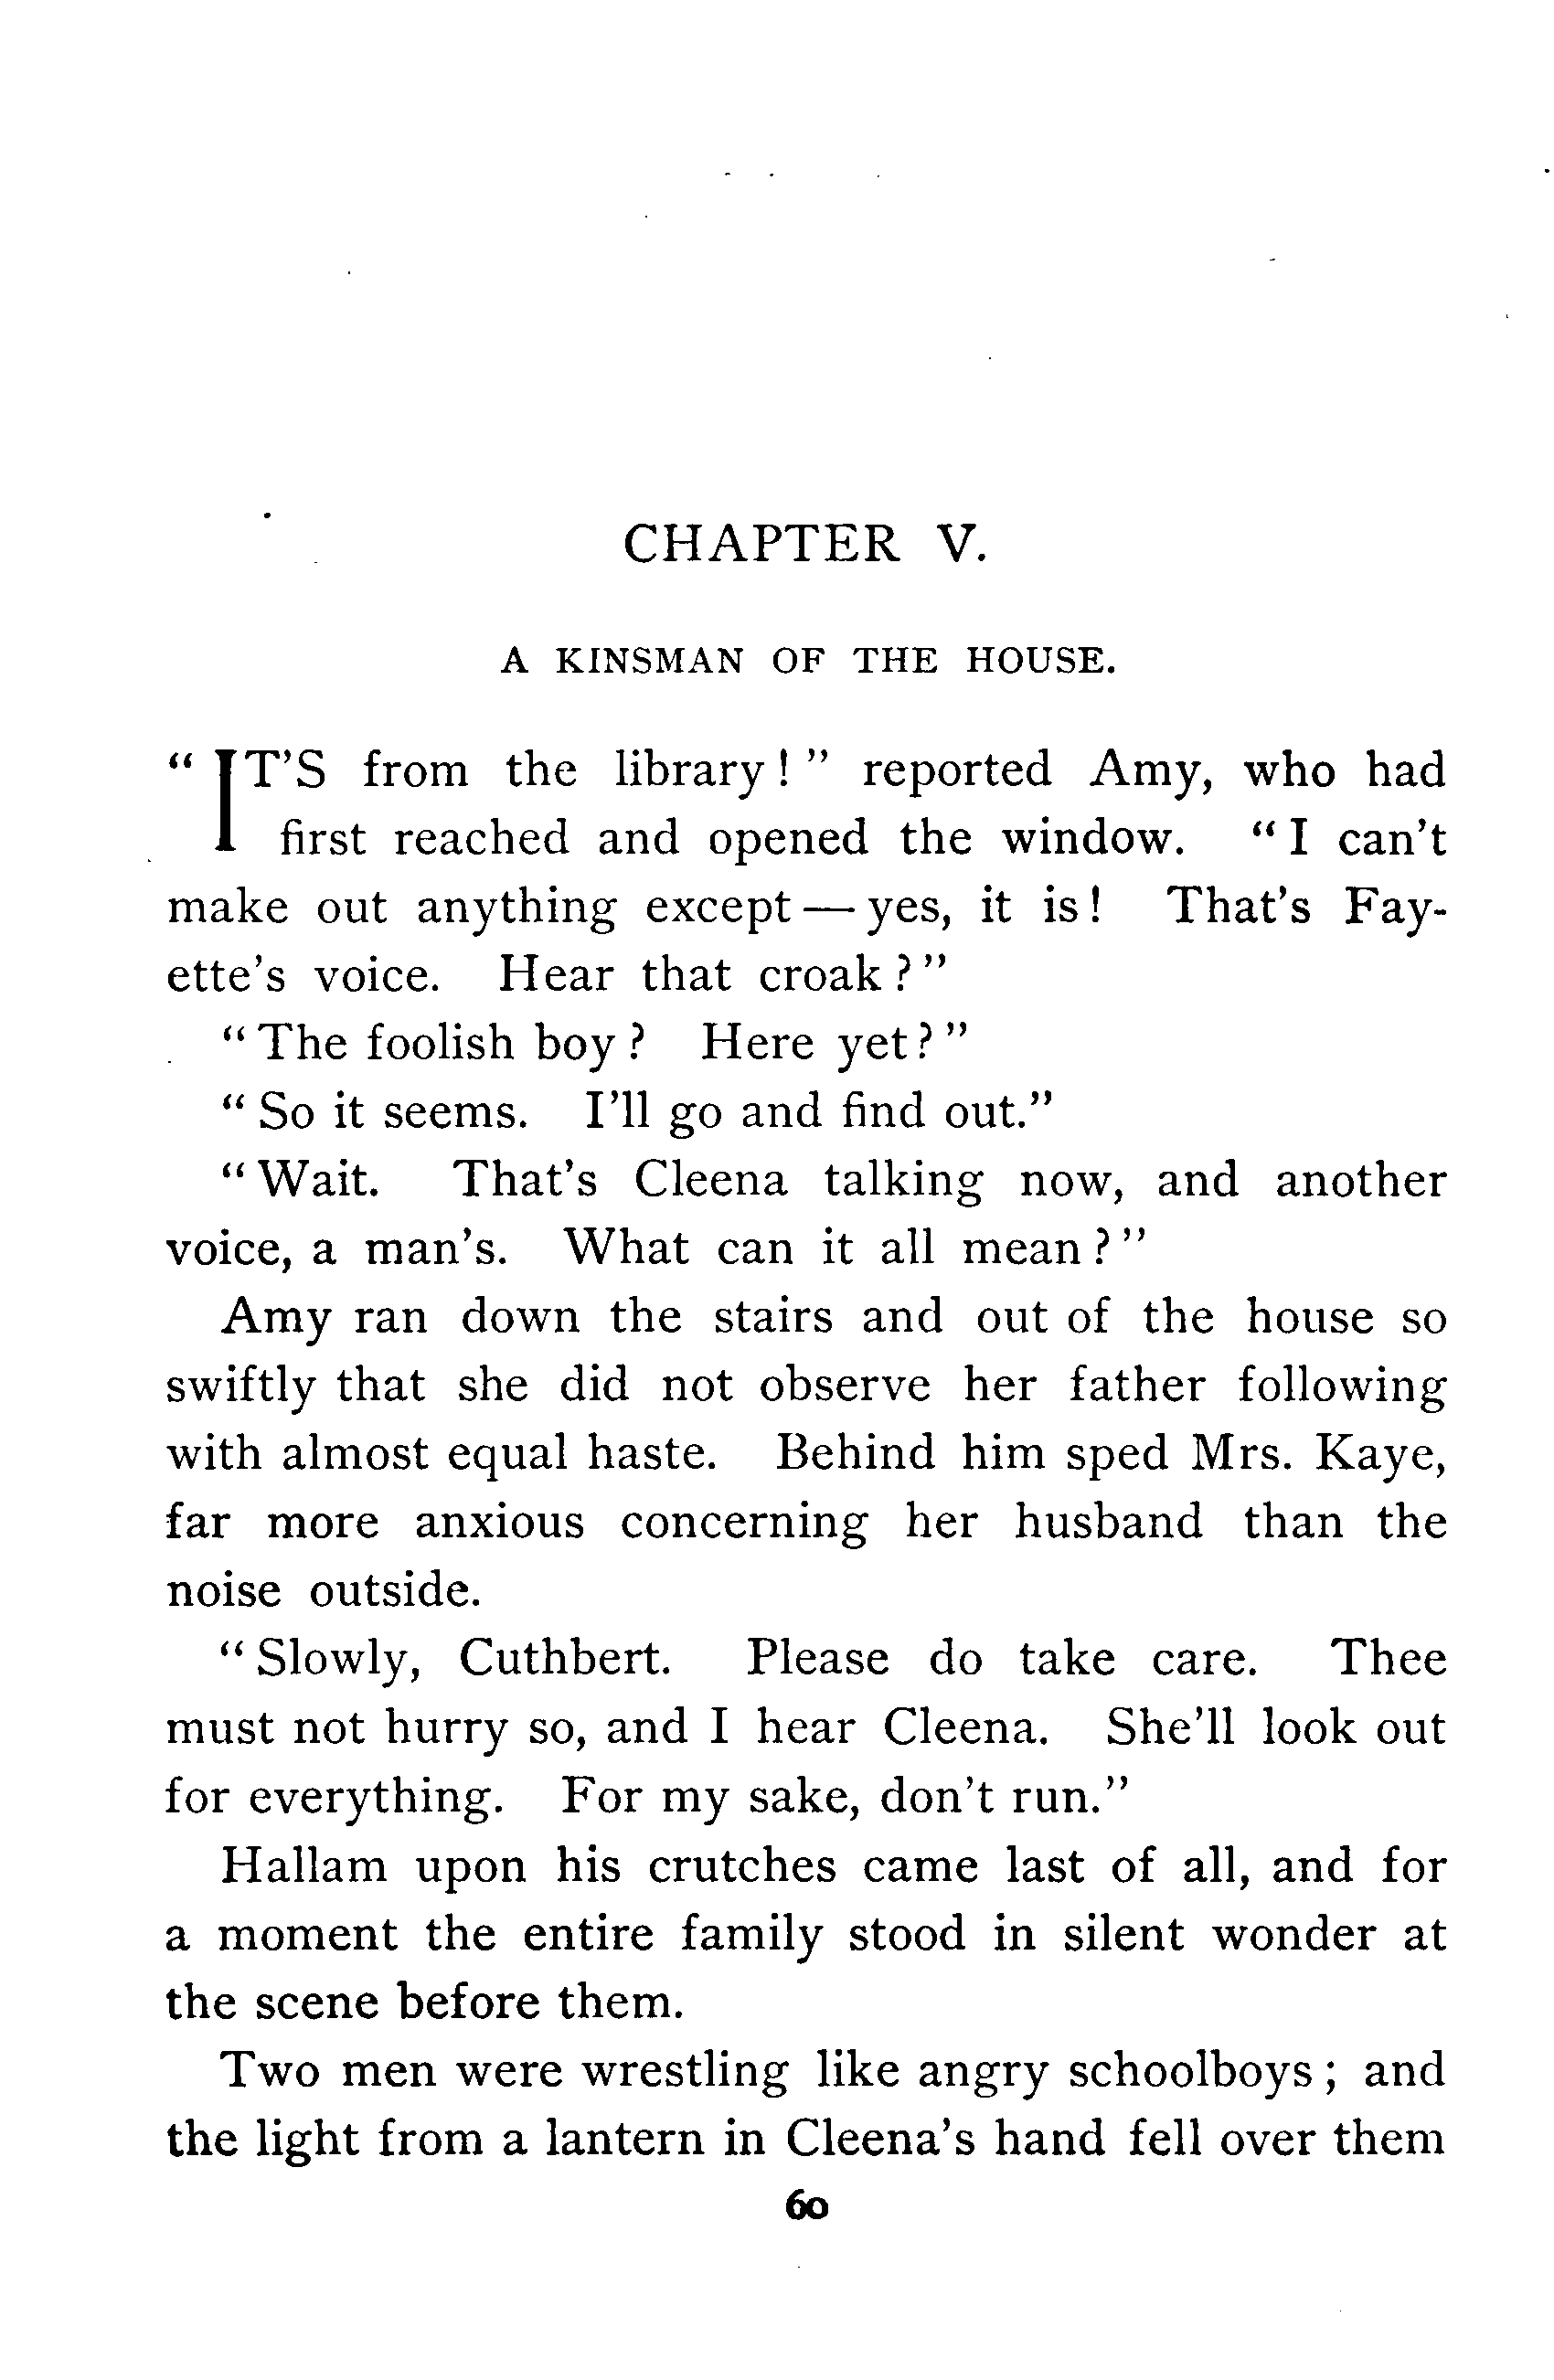 CHAPTER V.
A KINSMAN OF THE HOUSE.
“IT’S from the library!” reported Amy, who had
first reached and opened the window. “I can’t
make out anything except — yes, it is! That’s Fay-
ette’s voice. Hear that croak?”
“The foolish boy? Here yet?”
“So it seems. I’ll go and find out.”
“Wait. That’s Cleena talking now, and another
voice, a man’s. What can it all mean?”
Amy ran down the stairs and out of the house so
swiftly that she did not observe her father following
with almost equal haste. Behind him sped Mrs. Kaye,
far more anxious concerning her husband than the
noise outside.
“Slowly, Cuthbert. Please do take care. Thee
must not hurry so, and I hear Cleena. She’ll look out
for everything. For my sake, don’t run.”
Hallam upon his crutches came last of all, and for
a moment the entire family stood in silent wonder at
the scene before them.
Two men were wrestling like angry schoolboys; and
the light from a lantern in Cleena’s hand fell over them
60